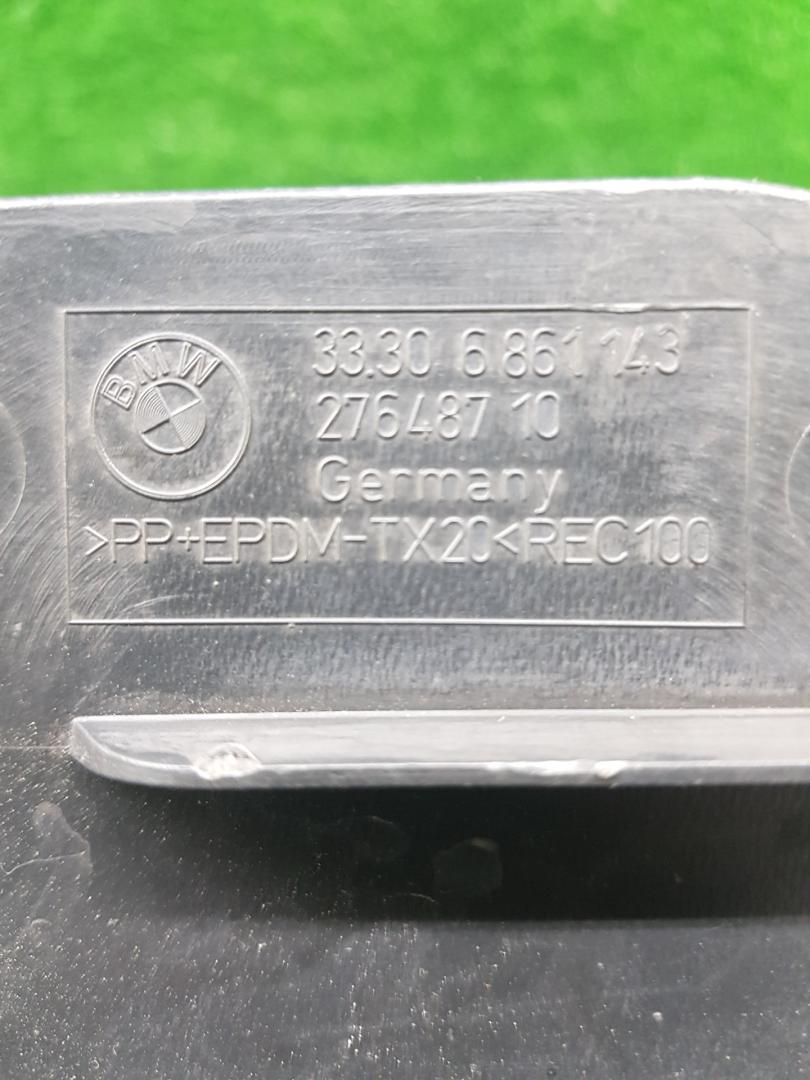 BMW
33.30 6 861 143
276487 10
Germany
>PP+EPDM-TX20<REC100